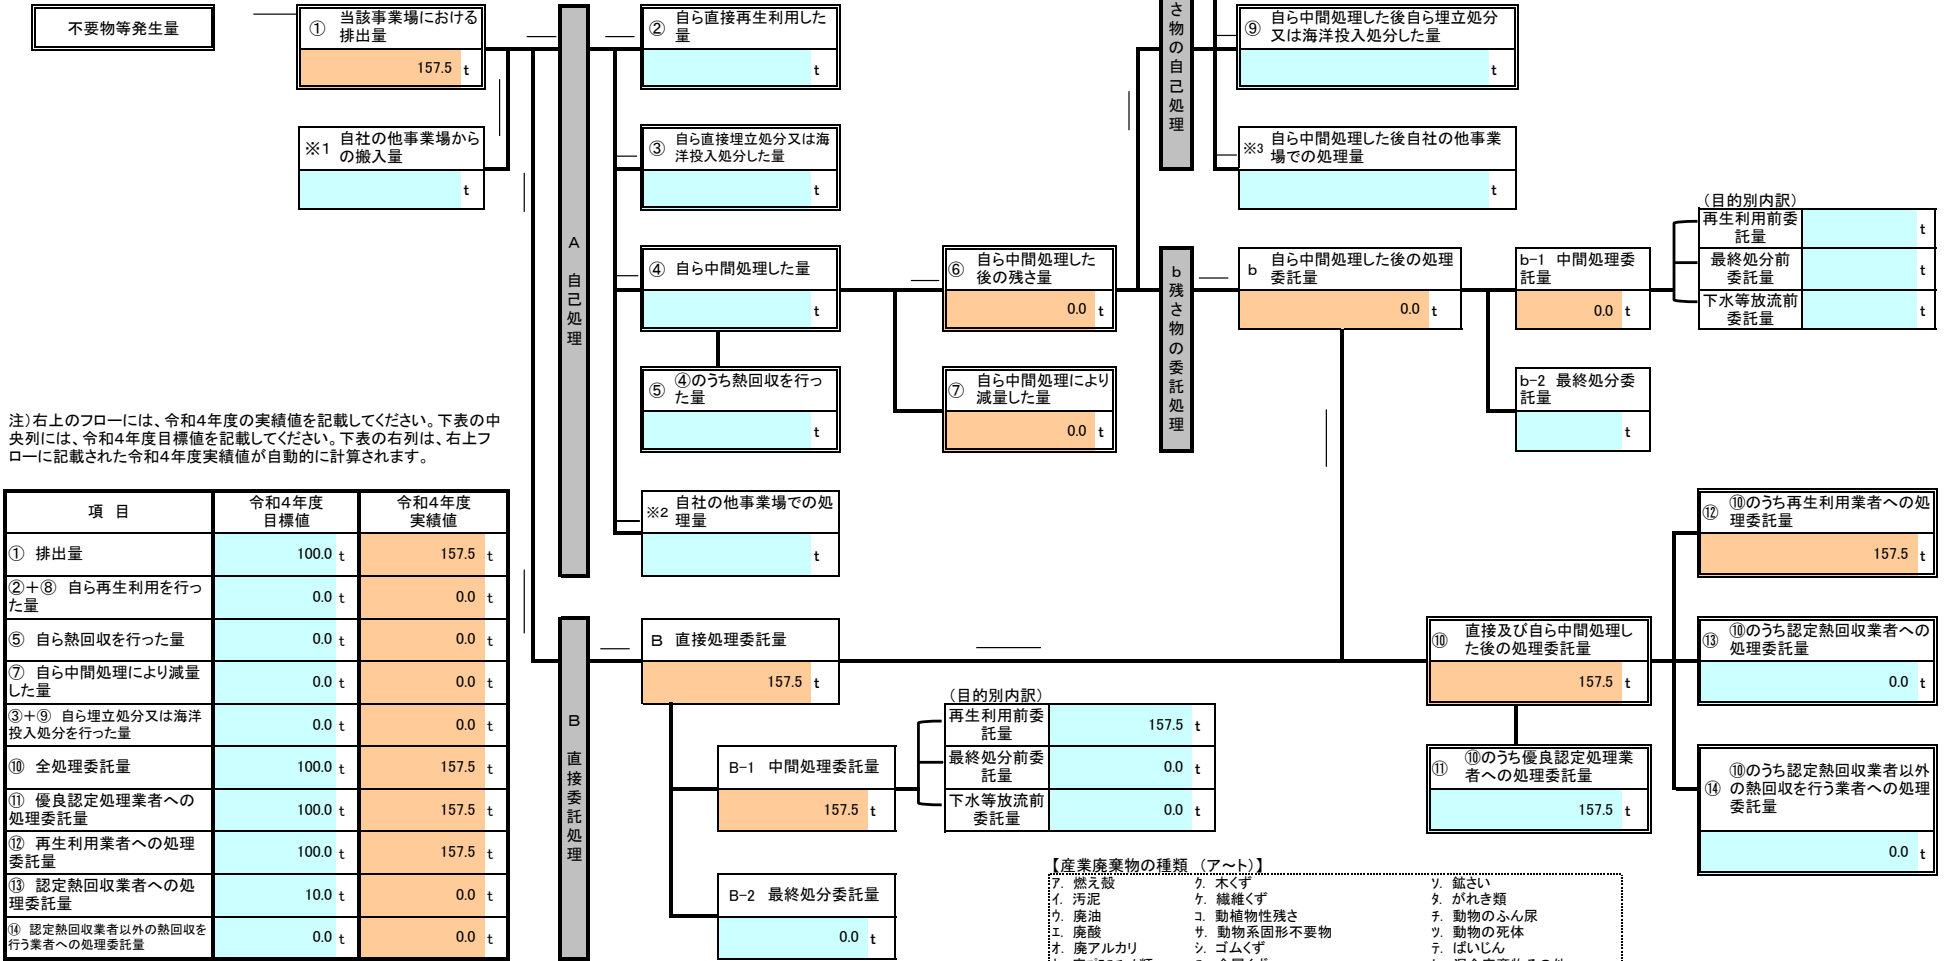 不要物等発生量
① 当該事業場における
排出量
157.5 t
※1 自社の他事業場から
の搬入量
t
A 自己処理
② 自ら直接再生利用した
量
t
③ 自ら直接埋立処分又は海
洋投入処分した量
t
④ 自ら中間処理した量
t
⑤ ④のうち熱回収を行っ
た量
t
※2 自社の他事業場での処
理量
t
⑥ 自ら中間処理した
後の残さ量
0.0 t
⑦ 自ら中間処理により
減量した量
0.0 t
さ物の自己処理
⑨ 自ら中間処理した後自ら埋立処分
又は海洋投入処分した量
t
※3 自ら中間処理した後自社の他事業
場での処理量
t
b 残さ物の委託処理
b 自ら中間処理した後の処理
委託量
0.0 t
b-1 中間処理委
託量
0.0 t
b-2 最終処分委
託量
t
(目的別内訳)
再生利用前委
託量
t
最終処分前
委託量
t
下水等放流前
委託量
t
注)右上のフローには、令和4年度の実績値を記載してください。下表の中
央列には、令和4年度目標値を記載してください。下表の右列は、右上フ
ローに記載された令和4年度実績値が自動的に計算されます。
項 目 令和4年度
目標値 令和4年度
実績値
① 排出量 100.0 t 157.5 t
②+⑧ 自ら再生利用を行っ
た量 0.0 t 0.0 t
⑤ 自ら熱回収を行った量 0.0 t 0.0 t
⑦ 自ら中間処理により減量
した量 0.0 t 0.0 t
③+⑨ 自ら埋立処分又は海洋
投入処分を行った量 0.0 t 0.0 t
⑩ 全処理委託量 100.0 t 157.5 t
⑪ 優良認定処理業者への
処理委託量 100.0 t 157.5 t
⑫ 再生利用業者への処理
委託量 100.0 t 157.5 t
⑬ 認定熱回収業者への処
理委託量 10.0 t 0.0 t
⑭ 認定熱回収業者以外の熱回収を
行う業者への処理委託量 0.0 t 0.0 t
B 直接委託処理
B 直接処理委託量
157.5 t
B-1 中間処理委託量
157.5 t
B-2 最終処分委託量
0.0 t
(目的別内訳)
再生利用前委
託量
157.5 t
最終処分前委
託量
0.0 t
下水等放流前
委託量
0.0 t
⑩ 直接及び自ら中間処理し
た後の処理委託量
157.5 t
⑪ ⑩のうち優良認定処理業
者への処理委託量
157.5 t
⑫ ⑩のうち再生利用業者への処
理委託量
157.5 t
⑬ ⑩のうち認定熱回収業者への
処理委託量
0.0 t
⑭ ⑩のうち認定熱回収業者以外
の熱回収を行う業者への処理
委託量
0.0 t
【産業廃棄物の種類 (ア~ト)】
ア. 燃え殻 ク. 木くず ソ. 鉱さい
イ. 汚泥 ケ. 繊維くず タ. がれき類
ウ. 廃油 コ. 動植物性残さ チ. 動物のふん尿
エ. 廃酸 サ. 動物系固形不要物 ツ. 動物の死体
オ. 廃アルカリ シ. ゴムくず テ. ばいじん